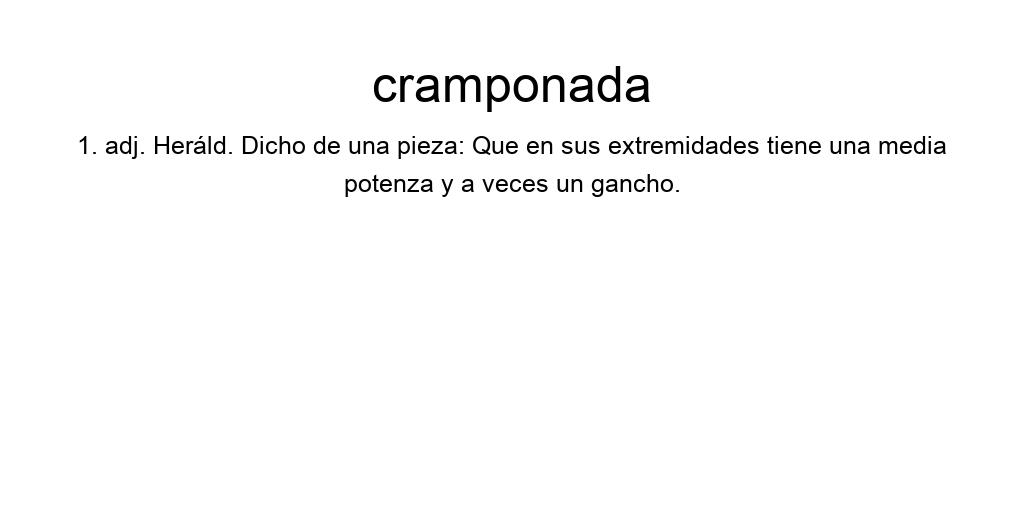 cramponada
1. adj. Heráld. Dicho de una pieza: Que en sus extremidades tiene una media
potenza y a veces un gancho.